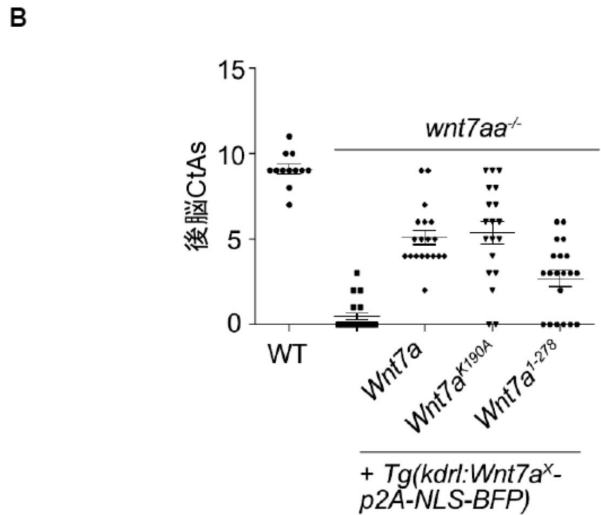 B
15
10
5
0
後脳CtAs
wnt7aa-/-
WT
Wnt7a
Wnt7aK190A
Wnt7a1-278
+ Tg(kdrl:Wnt7aX-
p2A-NLS-BFP)